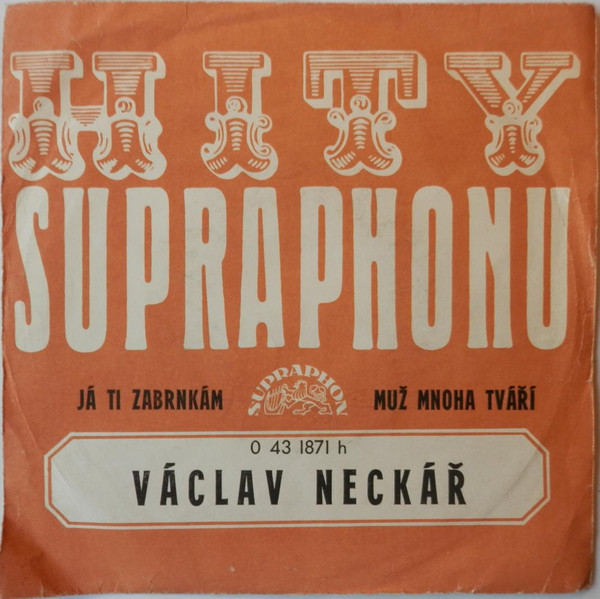 HITY
SUPRAPHONU
JÁ TI ZABRNKÁM
SUPRAPHON
MUŽ MNOHA TVÁŘÍ
0 43 1871 h
VÁCLAV NECKÁŘ